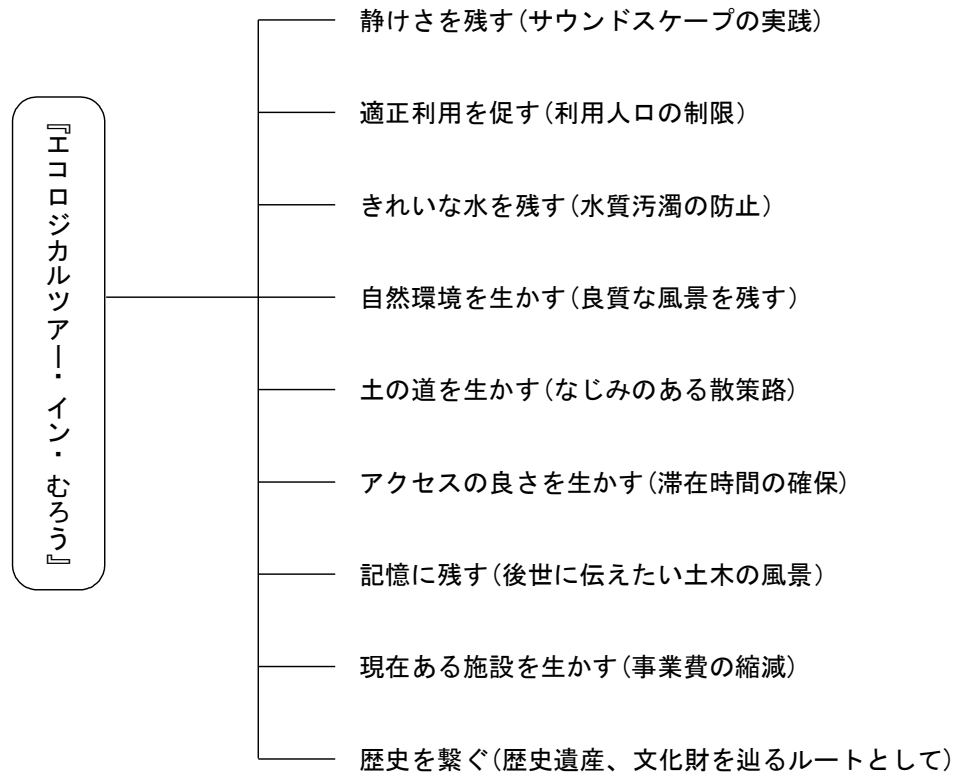 『エコロジカルツアー・イン・むろう』
静けさを残す(サウンドスケープの実践)
適正利用を促す(利用人口の制限)
きれいな水を残す(水質汚濁の防止)
自然環境を生かす(良質な風景を残す)
土の道を生かす(なじみのある散策路)
アクセスの良さを生かす(滞在時間の確保)
記憶に残す(後世に伝えたい土木の風景)
現在ある施設を生かす(事業費の縮減)
歴史を繋ぐ(歴史遺産、文化財を辿るルートとして)